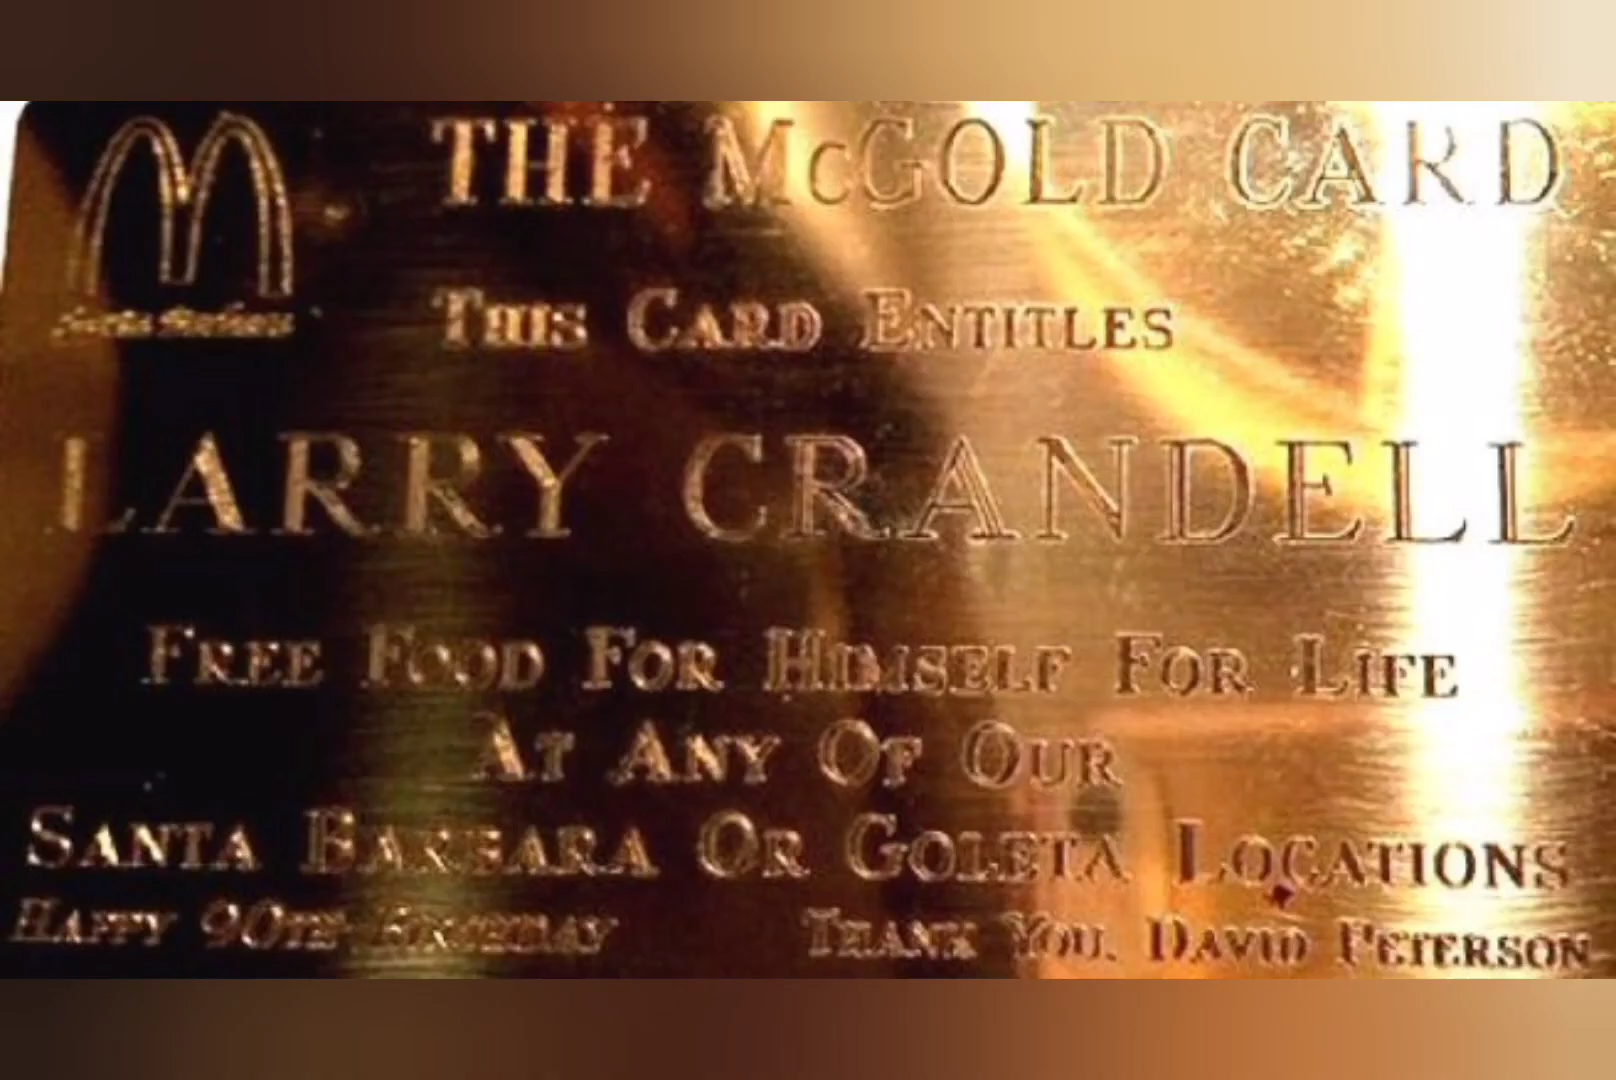 THE McGOLD CARD
THIS CARD ENTITLES
LARRY CRANDELL
FREE FOOD FOR HIMSELF FOR LIFE
AT ANY OF OUR
SANTA BARBARA OR GOLETA LOCATIONS
HAPPY 90TH BIRTHDAY
THANK YOU, DAVID PETERSON